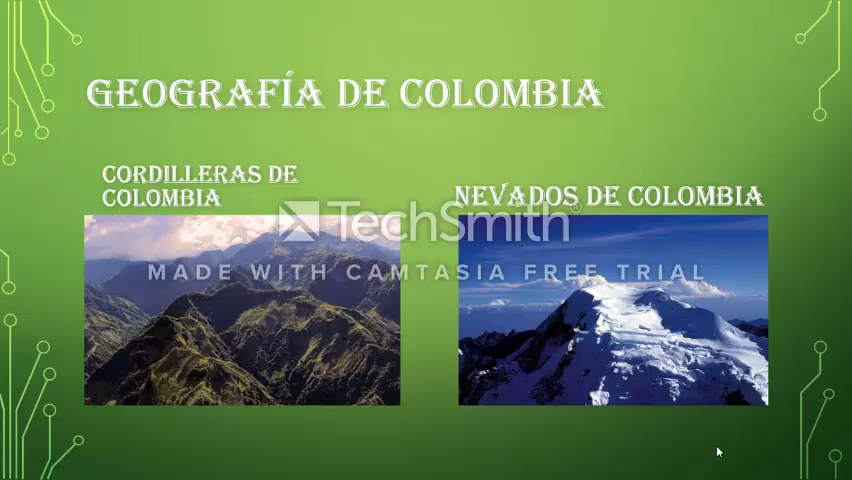 GEOGRAFÍA DE COLOMBIA
CORDILLERAS DE
COLOMBIA
NEVADOS DE COLOMBIA
TechSmith®
MADE WITH CAMTASIA FREE TRIAL